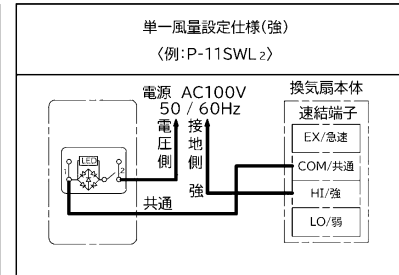 単一風量設定仕様(強)
〈例:P-11SWL2〉
電源 AC100V
50 / 60Hz
電圧側
接地側
強
共通
LED
1
2
換気扇本体
速結端子
EX/急速
COM/共通
HI/強
LO/弱